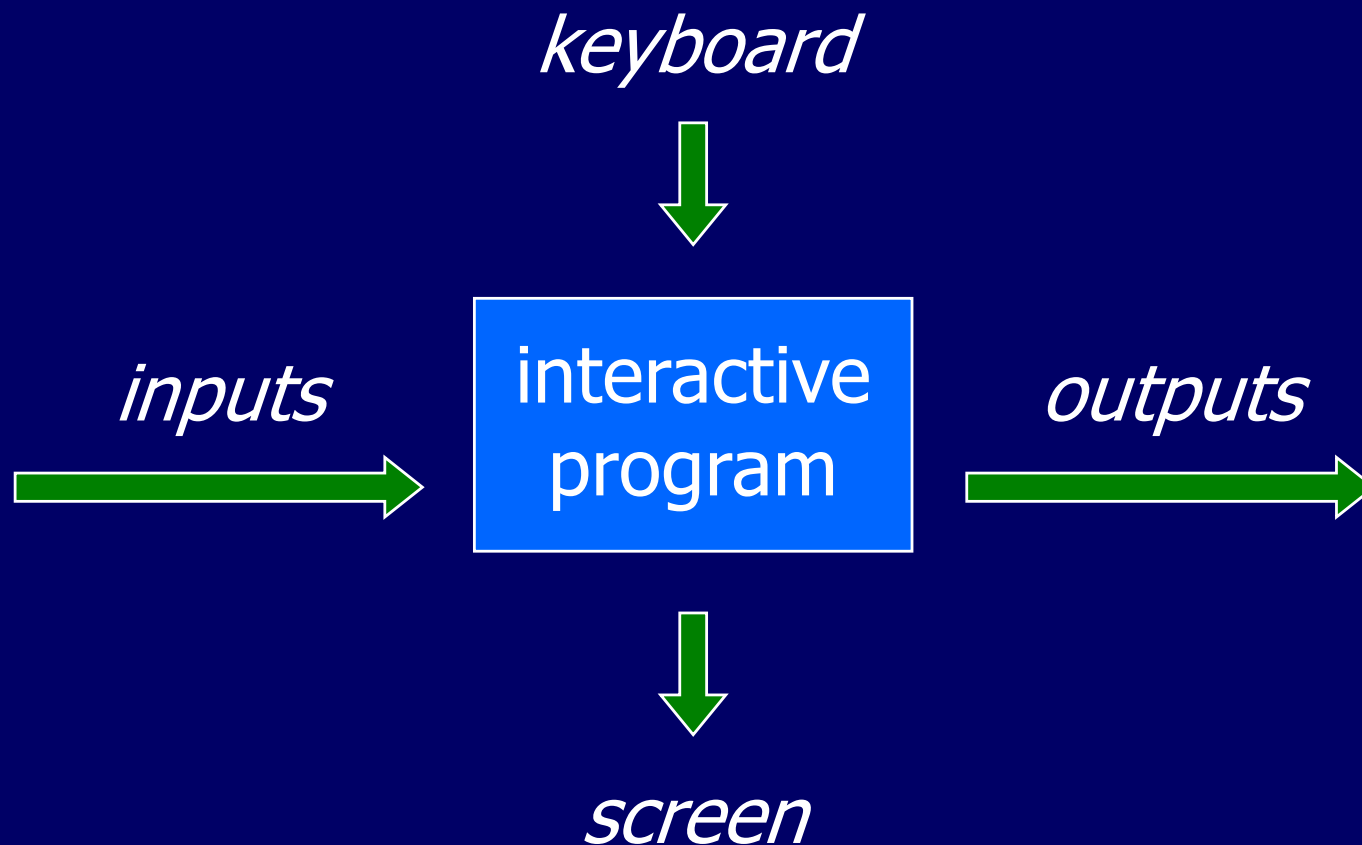 keyboard
inputs
interactive
program
outputs
screen